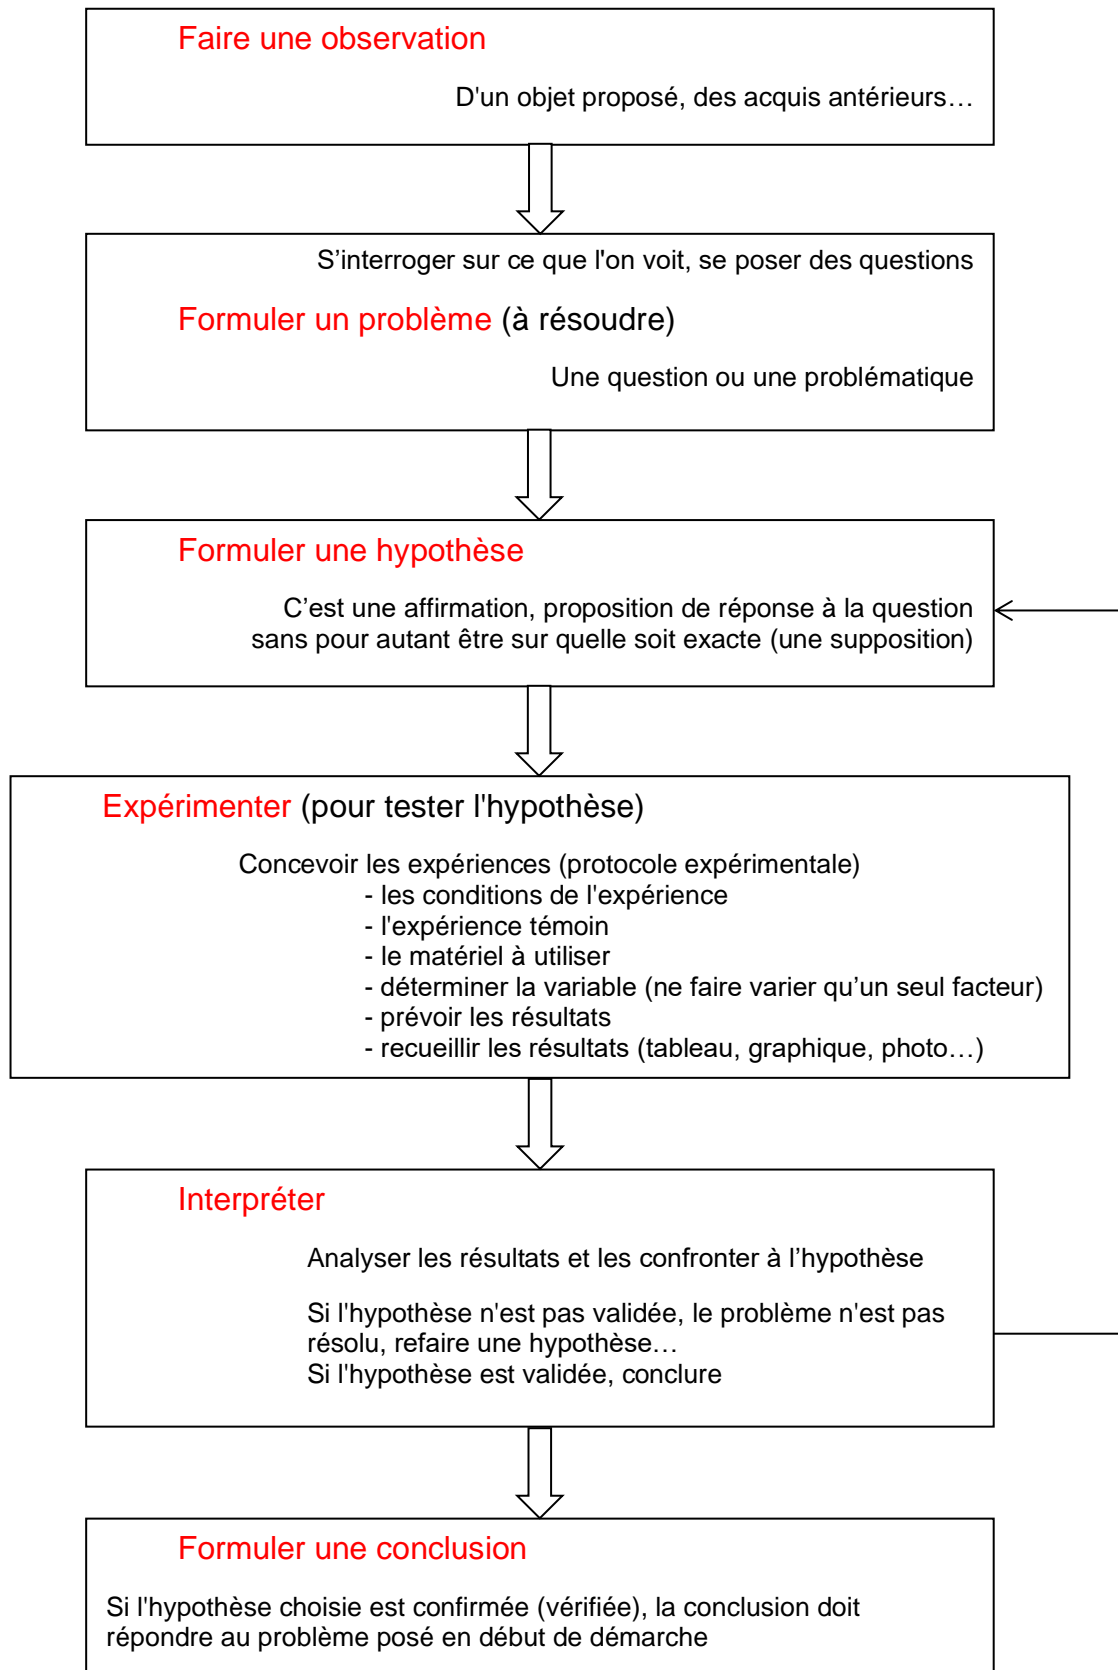 Faire une observation
D'un objet proposé, des acquis antérieurs…
S’interroger sur ce que l'on voit, se poser des questions
Formuler un problème (à résoudre)
Une question ou une problématique
Formuler une hypothèse
C’est une affirmation, proposition de réponse à la question
sans pour autant être sur quelle soit exacte (une supposition)
Expérimenter (pour tester l'hypothèse)
Concevoir les expériences (protocole expérimentale)
- les conditions de l'expérience
- l'expérience témoin
- le matériel à utiliser
- déterminer la variable (ne faire varier qu’un seul facteur)
- prévoir les résultats
- recueillir les résultats (tableau, graphique, photo…)
Interpréter
Analyser les résultats et les confronter à l’hypothèse
Si l'hypothèse n'est pas validée, le problème n'est pas
résolu, refaire une hypothèse…
Si l'hypothèse est validée, conclure
Formuler une conclusion
Si l'hypothèse choisie est confirmée (vérifiée), la conclusion doit
répondre au problème posé en début de démarche